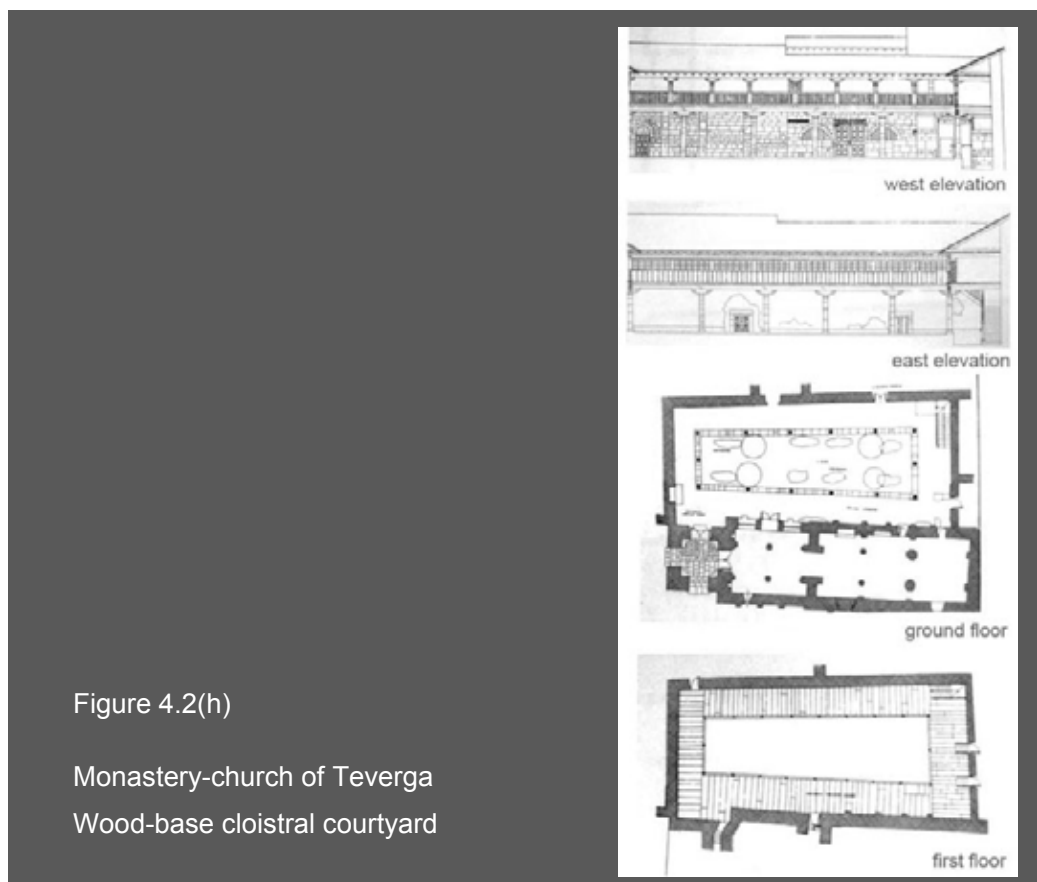 west elevation
east elevation
ground floor
first floor
Figure 4.2(h)
Monastery-church of Teverga
Wood-base cloistral courtyard